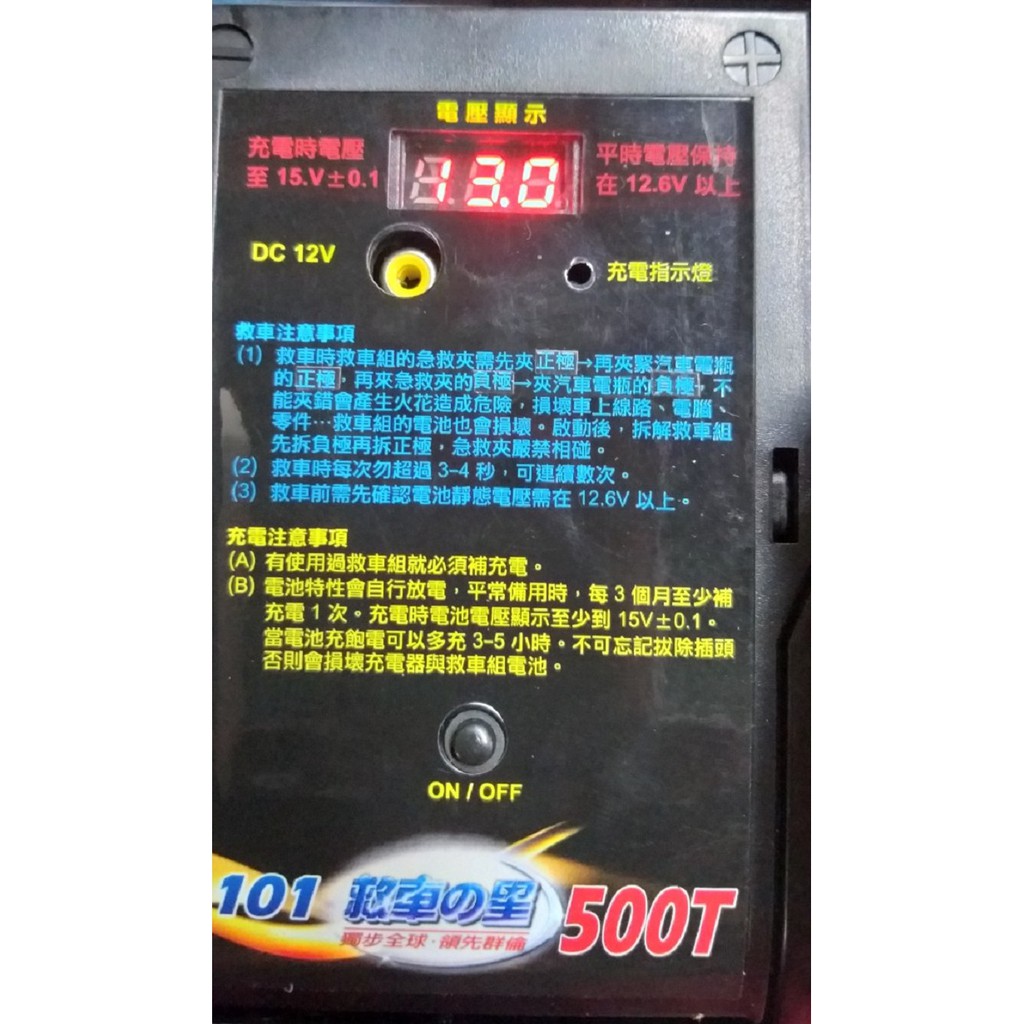 電壓顯示
充電時電壓
至 15.V±0.1
13.0
平時電壓保持
在 12.6V 以上
DC 12V
充電指示燈
救車注意事項
(1) 救車時救車組的急救夾需先夾正極→再夾緊汽車電瓶
的正極，再來急救夾的負極→夾汽車電瓶的負極，不
能夾錯會產生火花造成危險，損壞車上線路、電腦、
零件…救車組的電池也會損壞。啟動後，拆解救車組
先拆負極再拆正極，急救夾嚴禁相碰。
(2) 救車時每次勿超過 3-4 秒，可連續數次。
(3) 救車前需先確認電池靜態電壓需在 12.6V 以上。
充電注意事項
(A) 有使用過救車組就必須補充電。
(B) 電池特性會自行放電，平常備用時，每 3 個月至少補
充電 1 次。充電時電池電壓顯示至少到 15V±0.1。
當電池充飽電可以多充 3-5 小時。不可忘記拔除插頭
否則會損壞充電器與救車組電池。
ON / OFF
101 救車の星 500T
獨步全球·領先群倫